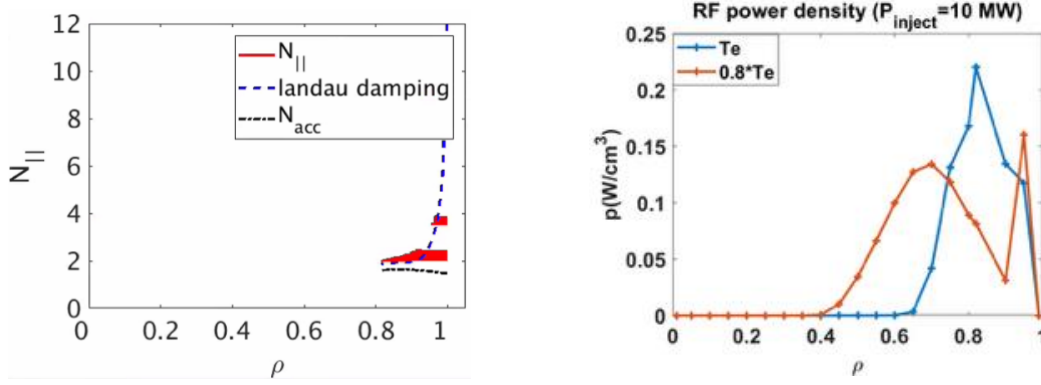 12
10
8
6
4
2
0
0 0.2 0.4 0.6 0.8 1
N||
ρ
N||
landau damping
Nacc
RF power density (Pinject=10 MW)
0.25
0.2
0.15
0.1
0.05
0
0 0.2 0.4 0.6 0.8 1
p(W/cm3)
ρ
Te
0.8*Te